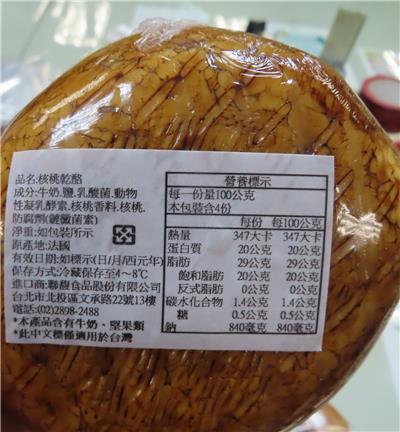 品名:核桃乾酪
成分:牛奶.鹽.乳酸菌.動物
性凝乳酵素.核桃香料.核桃.
防腐劑(鏈黴菌素)
淨重:如包裝所示
原產地:法國
有效日期:如標示(日/月/西元年)
保存方式:冷藏保存至4~8℃
進口商:聯馥食品股份有限公司
台北市北投區文承路22號13樓
電話:(02)2898-2488
*本產品含有牛奶、堅果類
*此中文標僅適用於台灣
營養標示
每一份量100公克
本包裝含4份
每份 每100公克
熱量 347大卡 347大卡
蛋白質 20公克 20公克
脂肪 29公克 29公克
飽和脂肪 20公克 20公克
反式脂肪 0公克 0公克
碳水化合物 1.4公克 1.4公克
糖 0.5公克 0.5公克
鈉 840毫克 840毫克